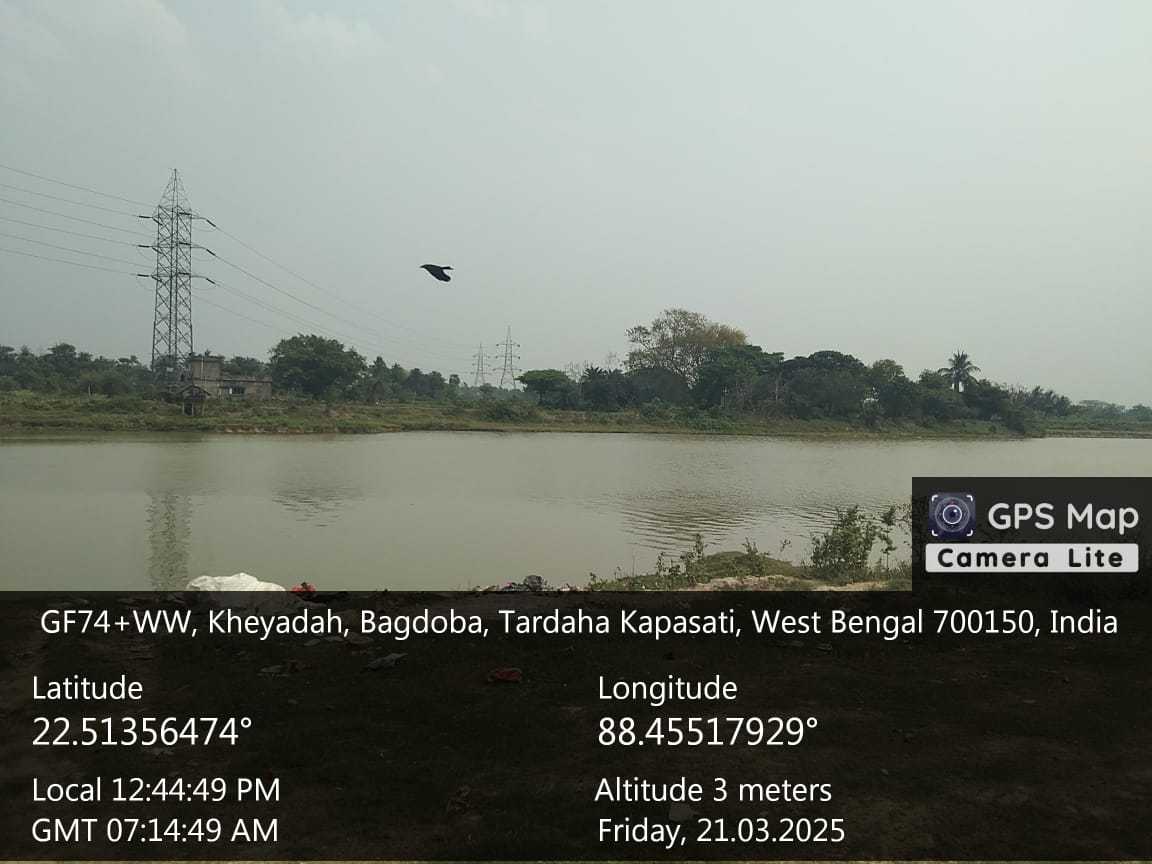 GPS Map
Camera Lite
GF74+WW, Kheyadah, Bagdoba, Tardaha Kapasati, West Bengal 700150, India
Latitude
22.51356474°
Longitude
88.45517929°
Local 12:44:49 PM
GMT 07:14:49 AM
Altitude 3 meters
Friday, 21.03.2025